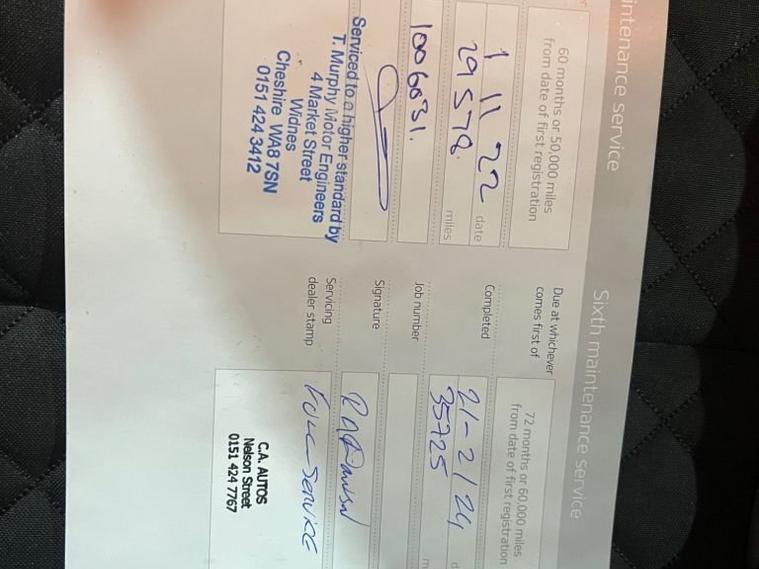 intenance service
60 months or 50,000 miles
from date of first registration
1 11 22
date
29578
miles
1006031.
Serviced to a higher standard by
T. Murphy Motor Engineers
4 Market Street
Widnes
Cheshire WA8 7SN
0151 424 3412
Sixth maintenance service
Due at whichever
comes first of
72 months or 60,000 miles
from date of first registration
Completed
21-2/24
d
35725
m
Job number
Signature
Servicing
dealer stamp
Full Service
C.A. AUTOS
Nelson Street
0151 424 7767